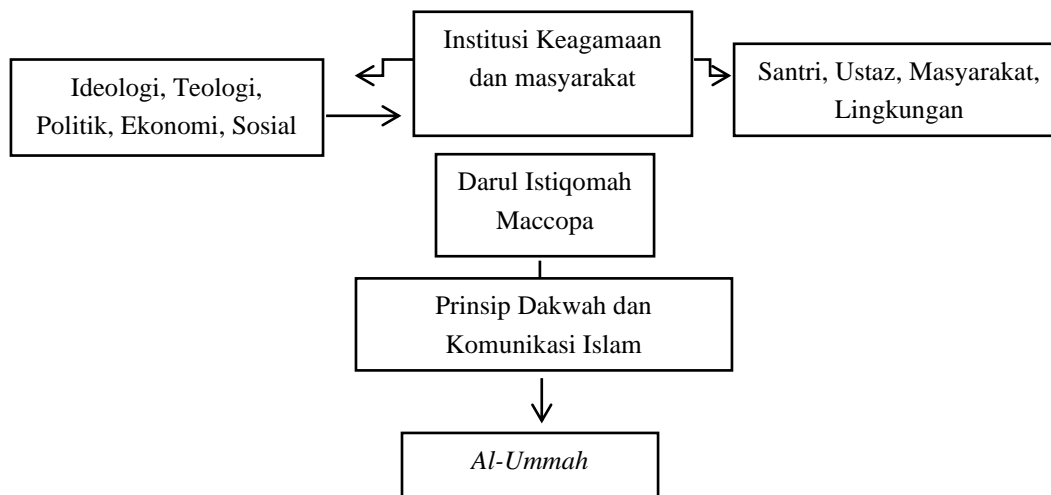 Institusi Keagamaan
dan masyarakat
Ideologi, Teologi,
Politik, Ekonomi, Sosial
Santri, Ustaz, Masyarakat,
Lingkungan
Darul Istiqomah
Maccopa
Prinsip Dakwah dan
Komunikasi Islam
Al-Ummah